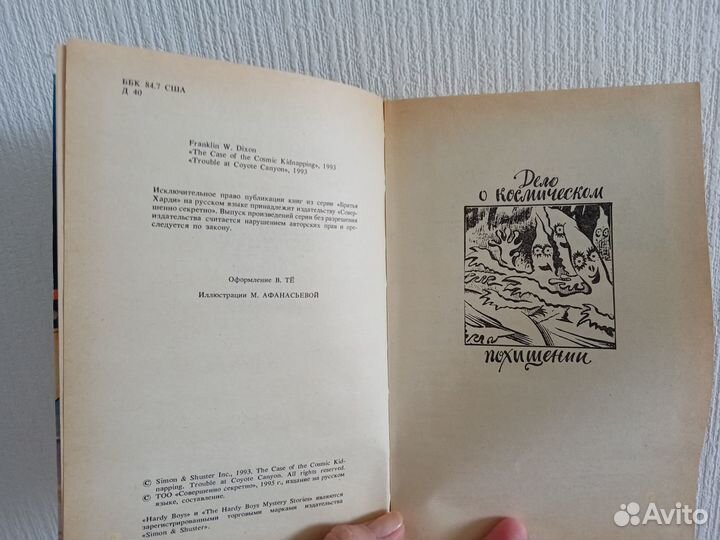 ББК 84.7 США
Д 40
Franklin W. Dixon
«The Case of the Cosmic Kidnapping», 1993
«Trouble at Coyote Canyon», 1993
Исключительное право публикации книг из серии «Братья
Харди» на русском языке принадлежит издательству «Совер-
шенно секретно». Выпуск произведений серии без разрешения
издательства считается нарушением авторских прав и пре-
следуется по закону.
Оформление В. ТЁ
Иллюстрации М. АФАНАСЬЕВОЙ
© Simon & Shuster Inc., 1993. The Case of the Cosmic Kid-
napping. Trouble at Coyote Canyon. All rights reserved.
© ТОО «Совершенно секретно», 1995 г., издание на русском
языке, составление.
«Hardy Boys» и «The Hardy Boys Mystery Stories» являются
зарегистрированными торговыми марками издательства
«Simon & Shuster».
Дело
о космическом
похищении
Avito